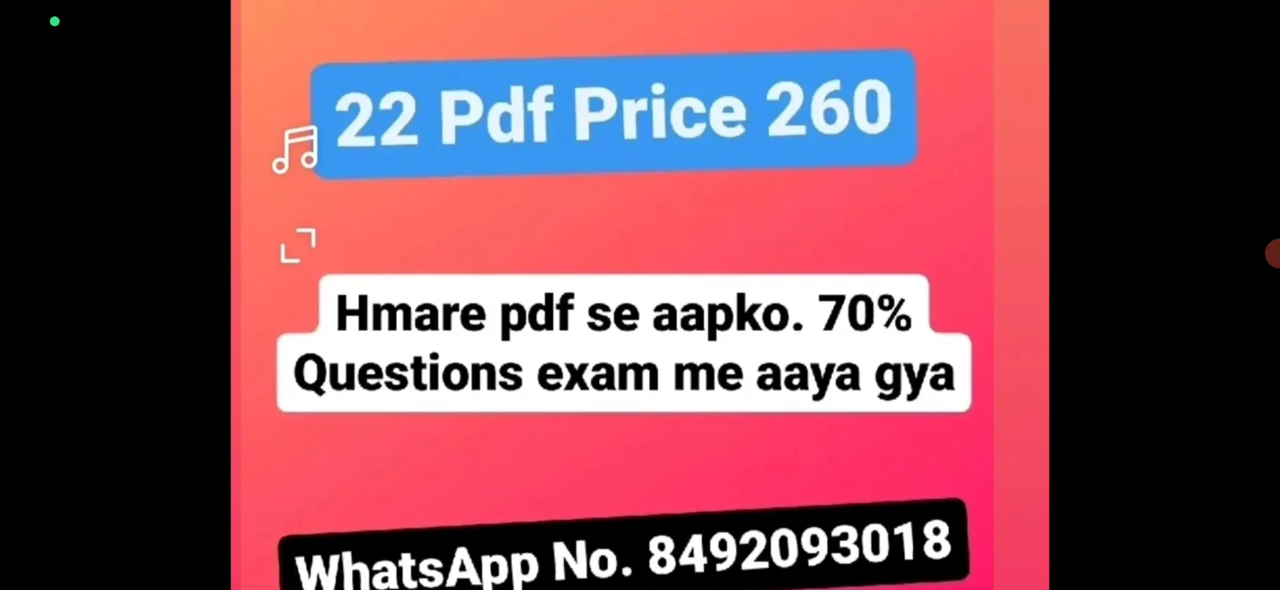 22 Pdf Price 260
Hmare pdf se aapko. 70%
Questions exam me aaya gya
WhatsApp No. 8492093018